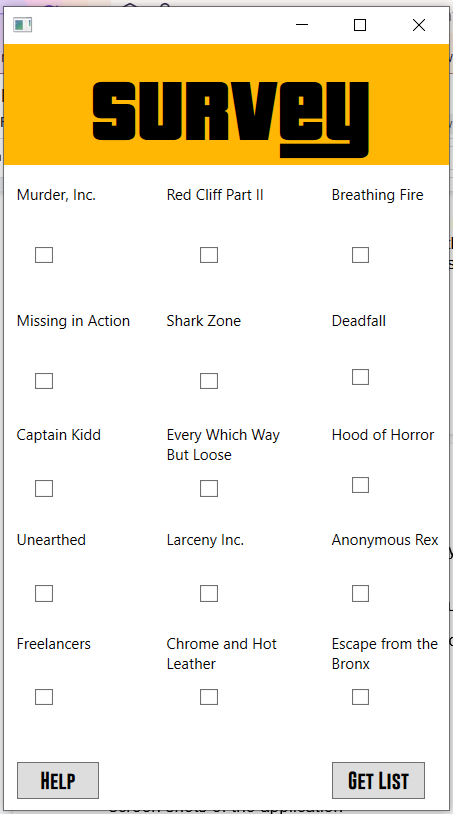 SURVEY
Murder, Inc. Red Cliff Part II Breathing Fire
Missing in Action Shark Zone Deadfall
Captain Kidd Every Which Way Hood of Horror
But Loose
Unearthed Larceny Inc. Anonymous Rex
Freelancers Chrome and Hot Escape from the
Leather Bronx
Help Get List